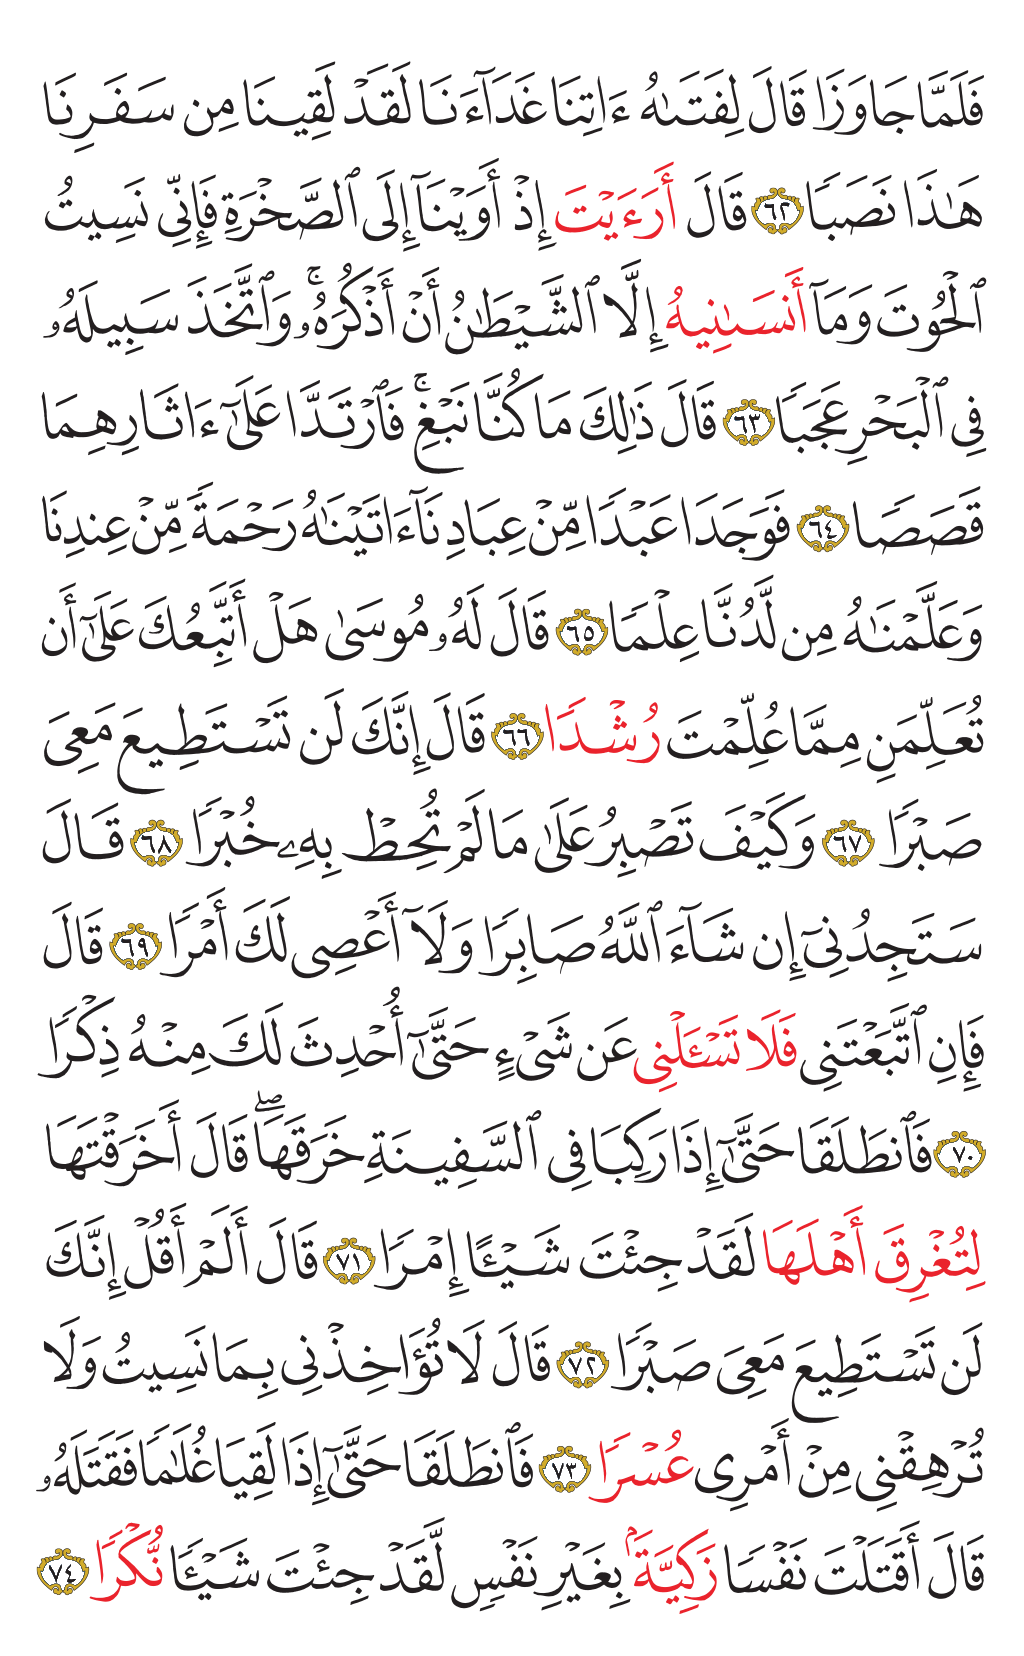 فَلَمَّا جَاوَزَا قَالَ لِفَتَىٰهُ ءَاتِنَا غَدَآءَنَا لَقَدْ لَقِينَا مِن سَفَرِنَا
هَٰذَا نَصَبًا ٦٢ قَالَ أَرَءَيْتَ إِذْ أَوَيْنَآ إِلَى ٱلصَّخْرَةِ فَإِنِّى نَسِيتُ
ٱلْحُوتَ وَمَآ أَنسَىٰنِيهُ إِلَّا ٱلشَّيْطَٰنُ أَنْ أَذْكُرَهُۥ ۚ وَٱتَّخَذَ سَبِيلَهُۥ
فِى ٱلْبَحْرِ عَجَبًا ٦٣ قَالَ ذَٰلِكَ مَا كُنَّا نَبْغِ ۚ فَٱرْتَدَّا عَلَىٰٓ ءَاثَارِهِمَا
قَصَصًا ٦٤ فَوَجَدَا عَبْدًا مِّنْ عِبَادِنَآ ءَاتَيْنَٰهُ رَحْمَةً مِّنْ عِندِنَا
وَعَلَّمْنَٰهُ مِن لَّدُنَّا عِلْمًا ٦٥ قَالَ لَهُۥ مُوسَىٰ هَلْ أَتَّبِعُكَ عَلَىٰٓ أَن
تُعَلِّمَنِ مِمَّا عُلِّمْتَ رُشْدًا ٦٦ قَالَ إِنَّكَ لَن تَسْتَطِيعَ مَعِىَ
صَبْرًا ٦٧ وَكَيْفَ تَصْبِرُ عَلَىٰ مَا لَمْ تُحِطْ بِهِۦ خُبْرًا ٦٨ قَالَ
سَتَجِدُنِىٓ إِن شَآءَ ٱللَّهُ صَابِرًا وَلَآ أَعْصِى لَكَ أَمْرًا ٦٩ قَالَ
فَإِنِ ٱتَّبَعْتَنِى فَلَا تَسْـَٔلْنِى عَن شَىْءٍ حَتَّىٰٓ أُحْدِثَ لَكَ مِنْهُ ذِكْرًا
٧٠ فَٱنطَلَقَا حَتَّىٰٓ إِذَا رَكِبَا فِى ٱلسَّفِينَةِ خَرَقَهَا ۖ قَالَ أَخَرَقْتَهَا
لِتُغْرِقَ أَهْلَهَا لَقَدْ جِئْتَ شَيْـًٔا إِمْرًا ٧١ قَالَ أَلَمْ أَقُلْ إِنَّكَ
لَن تَسْتَطِيعَ مَعِىَ صَبْرًا ٧٢ قَالَ لَا تُؤَاخِذْنِى بِمَا نَسِيتُ وَلَا
تُرْهِقْنِى مِنْ أَمْرِى عُسْرًا ٧٣ فَٱنطَلَقَا حَتَّىٰٓ إِذَا لَقِيَا غُلَٰمًا فَقَتَلَهُۥ
قَالَ أَقَتَلْتَ نَفْسًا زَكِيَّةًۢ بِغَيْرِ نَفْسٍ لَّقَدْ جِئْتَ شَيْـًٔا نُّكْرًا ٧٤